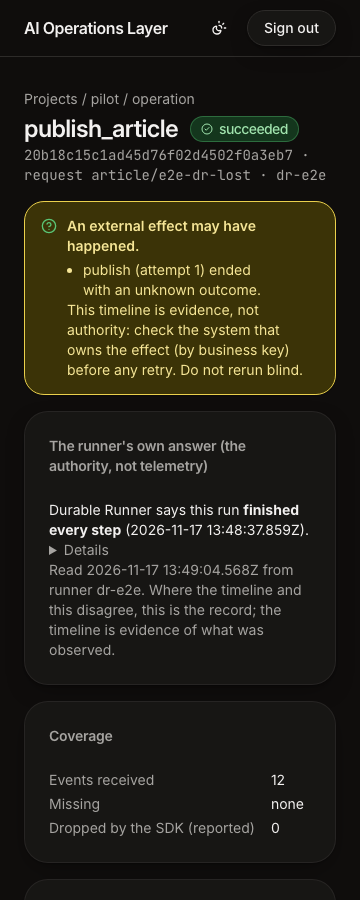 AI Operations Layer
Sign out
Projects / pilot / operation
publish_article
succeeded
20b18c15c1ad45d76f02d4502f0a3eb7 ·
request article/e2e-dr-lost · dr-e2e
An external effect may have
happened.
• publish (attempt 1) ended
with an unknown outcome.
This timeline is evidence, not
authority: check the system that
owns the effect (by business key)
before any retry. Do not rerun blind.
The runner's own answer (the
authority, not telemetry)
Durable Runner says this run finished
every step (2026-11-17 13:48:37.859Z).
▶ Details
Read 2026-11-17 13:49:04.568Z from
runner dr-e2e. Where the timeline and
this disagree, this is the record; the
timeline is evidence of what was
observed.
Coverage
Events received 12
Missing none
Dropped by the SDK (reported) 0